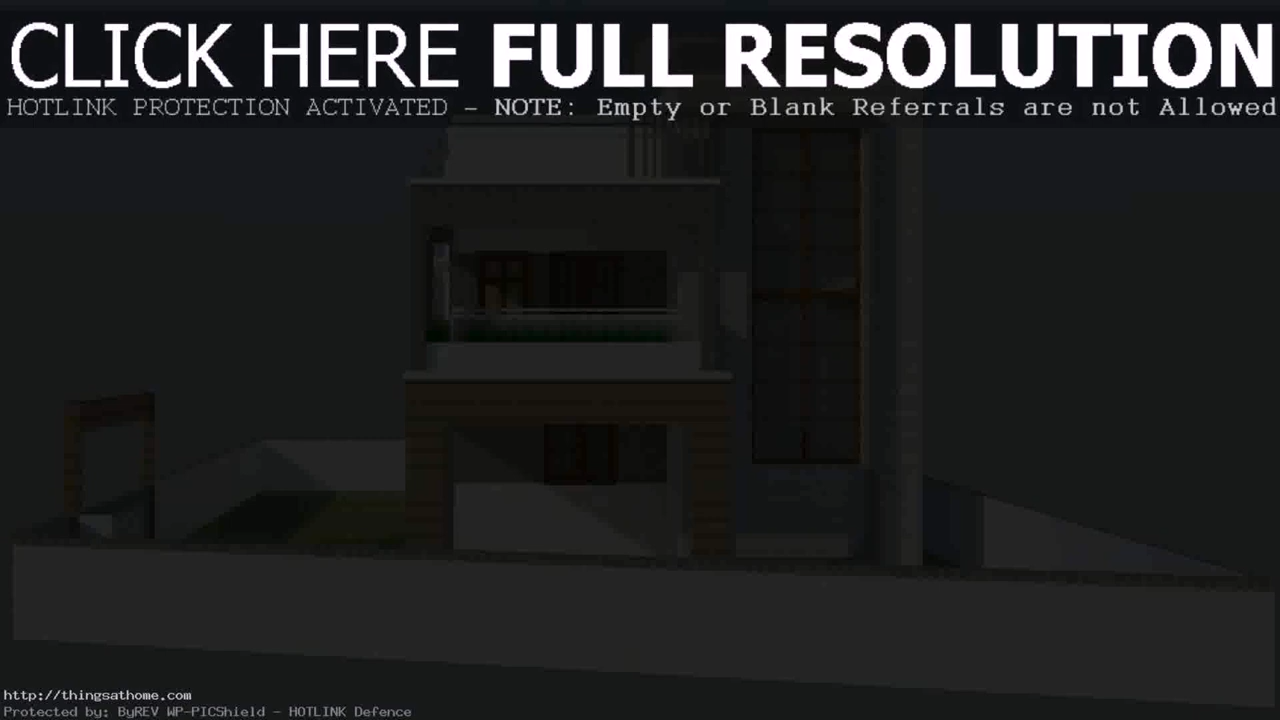 CLICK HERE FULL RESOLUTION
HOTLINK PROTECTION ACTIVATED - NOTE: Empty or Blank Referrals are not Allowed
http://thingsathome.com
Protected by: ByREV WP-PICShield - HOTLINK Defence